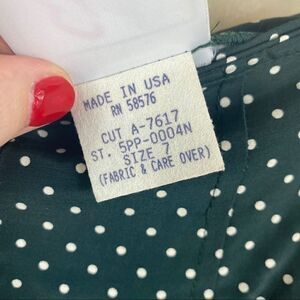 MADE IN USA
RN 58576
CUT A-7617
ST. 5PP-0004N
SIZE 7
(FABRIC & CARE OVER)